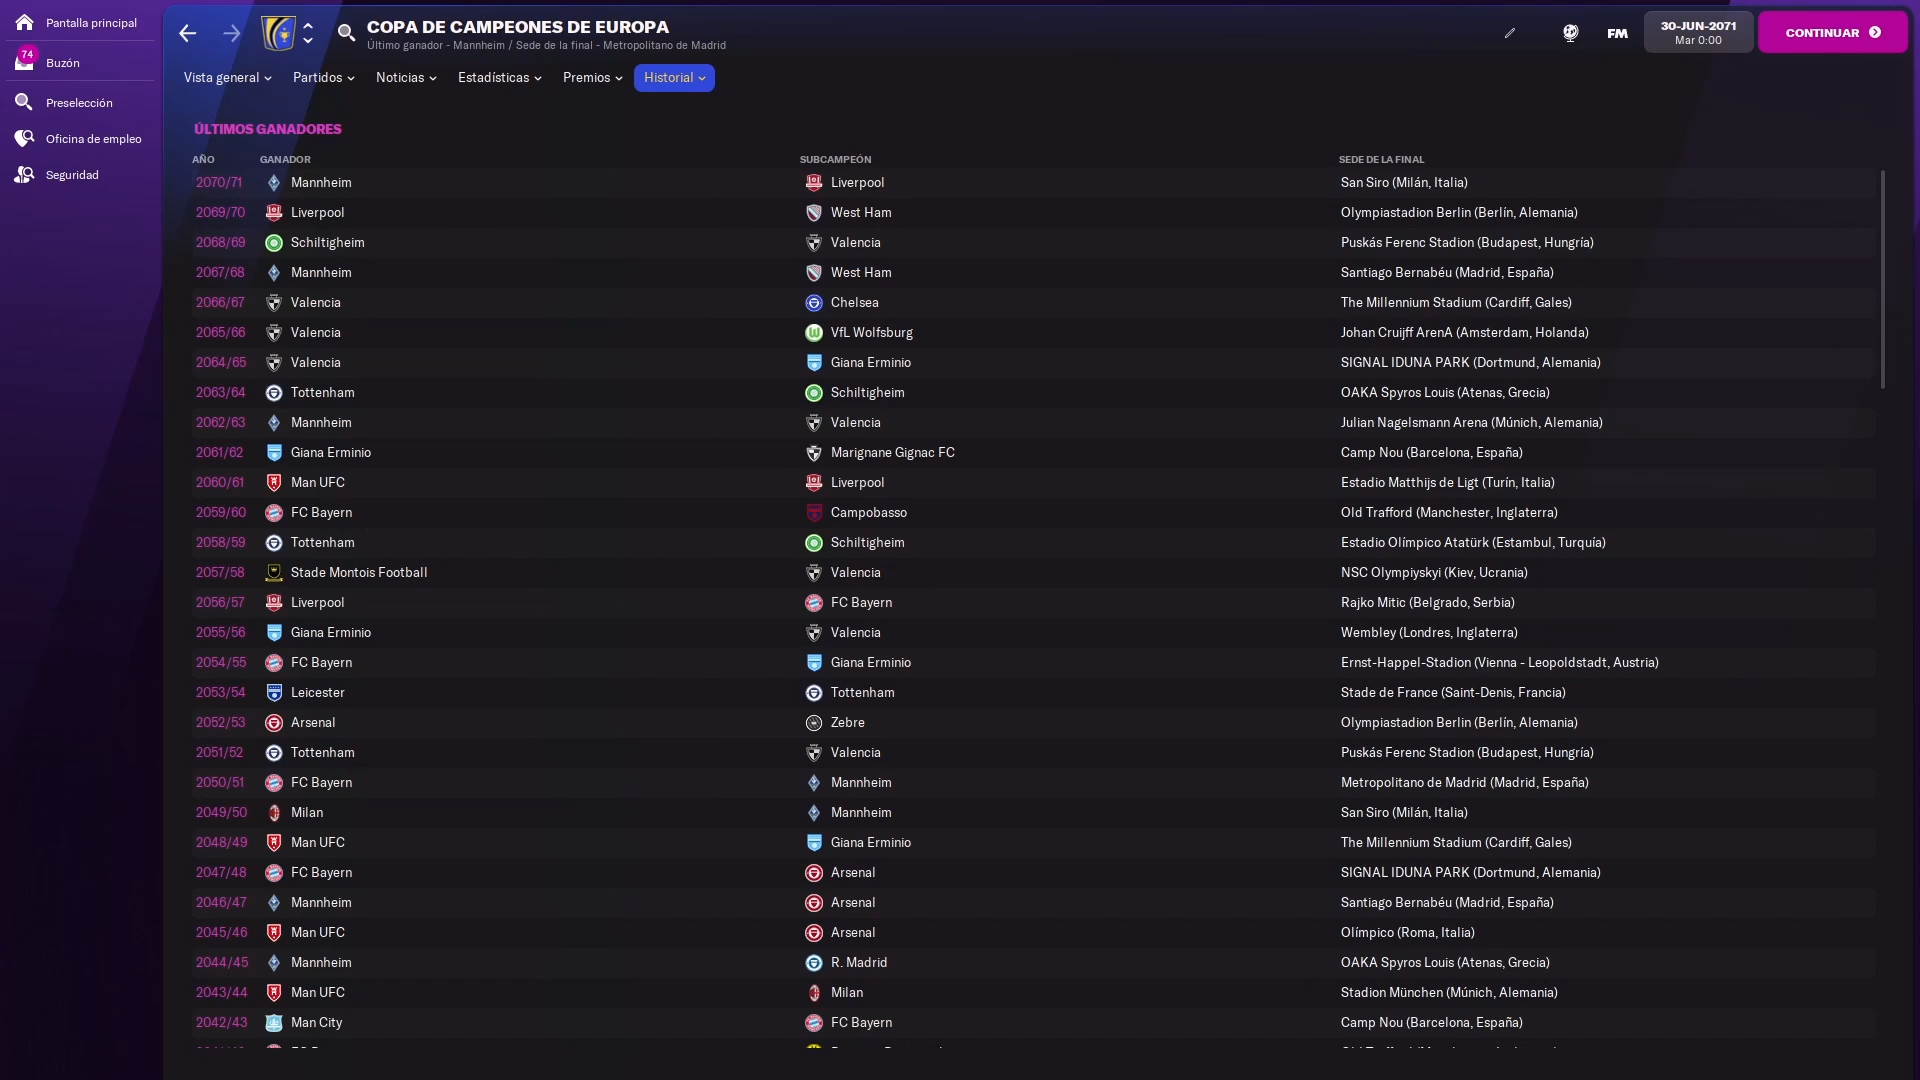 Pantalla principal
74
Buzón
Preselección
Oficina de empleo
Seguridad
COPA DE CAMPEONES DE EUROPA
Último ganador - Mannheim / Sede de la final - Metropolitano de Madrid
FM
30-JUN-2071
Mar 0:00
CONTINUAR
Vista general Partidos Noticias Estadísticas Premios Historial
ÚLTIMOS GANADORES
AÑO GANADOR SUBCAMPEÓN SEDE DE LA FINAL
2070/71 Mannheim Liverpool San Siro (Milán, Italia)
2069/70 Liverpool West Ham Olympiastadion Berlin (Berlín, Alemania)
2068/69 Schiltigheim Valencia Puskás Ferenc Stadion (Budapest, Hungría)
2067/68 Mannheim West Ham Santiago Bernabéu (Madrid, España)
2066/67 Valencia Chelsea The Millennium Stadium (Cardiff, Gales)
2065/66 Valencia VfL Wolfsburg Johan Cruijff ArenA (Amsterdam, Holanda)
2064/65 Valencia Giana Erminio SIGNAL IDUNA PARK (Dortmund, Alemania)
2063/64 Tottenham Schiltigheim OAKA Spyros Louis (Atenas, Grecia)
2062/63 Mannheim Valencia Julian Nagelsmann Arena (Múnich, Alemania)
2061/62 Giana Erminio Marignane Gignac FC Camp Nou (Barcelona, España)
2060/61 Man UFC Liverpool Estadio Matthijs de Ligt (Turín, Italia)
2059/60 FC Bayern Campobasso Old Trafford (Manchester, Inglaterra)
2058/59 Tottenham Schiltigheim Estadio Olímpico Atatürk (Estambul, Turquía)
2057/58 Stade Montois Football Valencia NSC Olympiyskyi (Kiev, Ucrania)
2056/57 Liverpool FC Bayern Rajko Mitic (Belgrado, Serbia)
2055/56 Giana Erminio Valencia Wembley (Londres, Inglaterra)
2054/55 FC Bayern Giana Erminio Ernst-Happel-Stadion (Vienna - Leopoldstadt, Austria)
2053/54 Leicester Tottenham Stade de France (Saint-Denis, Francia)
2052/53 Arsenal Zebre Olympiastadion Berlin (Berlín, Alemania)
2051/52 Tottenham Valencia Puskás Ferenc Stadion (Budapest, Hungría)
2050/51 FC Bayern Mannheim Metropolitano de Madrid (Madrid, España)
2049/50 Milan Mannheim San Siro (Milán, Italia)
2048/49 Man UFC Giana Erminio The Millennium Stadium (Cardiff, Gales)
2047/48 FC Bayern Arsenal SIGNAL IDUNA PARK (Dortmund, Alemania)
2046/47 Mannheim Arsenal Santiago Bernabéu (Madrid, España)
2045/46 Man UFC Arsenal Olímpico (Roma, Italia)
2044/45 Mannheim R. Madrid OAKA Spyros Louis (Atenas, Grecia)
2043/44 Man UFC Milan Stadion München (Múnich, Alemania)
2042/43 Man City FC Bayern Camp Nou (Barcelona, España)